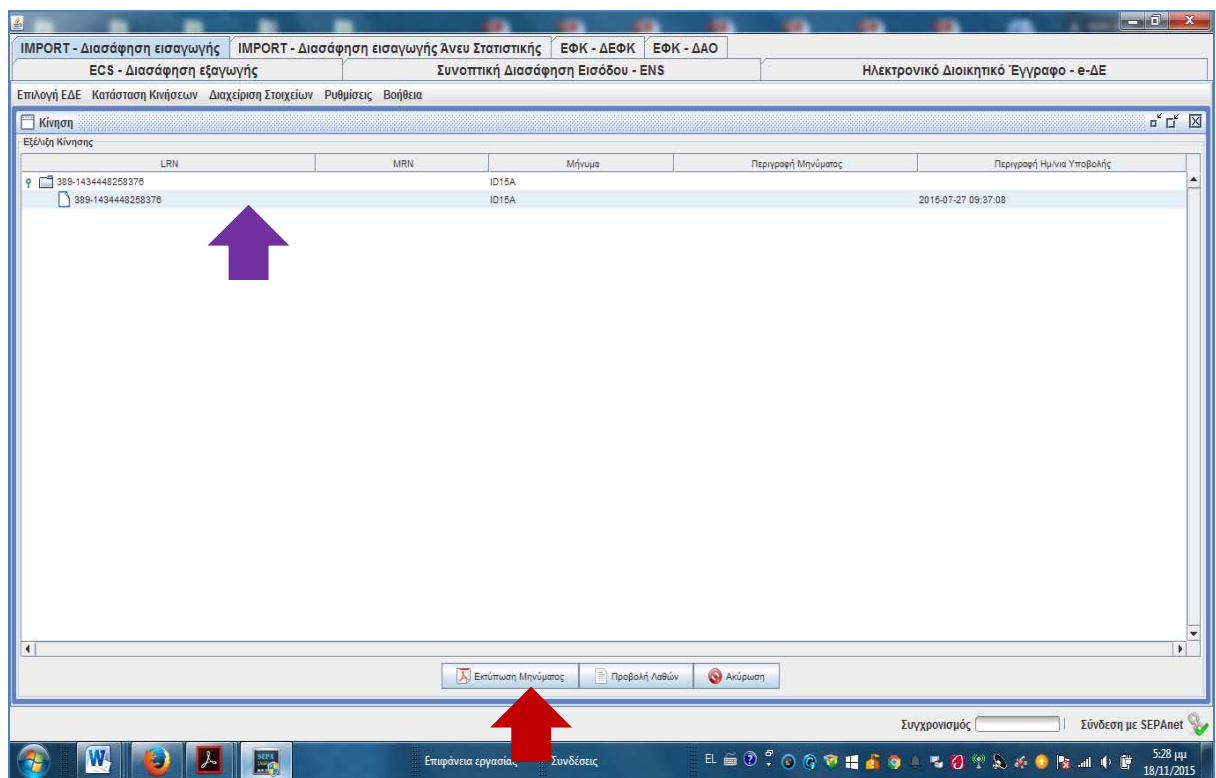 IMPORT - Διασάφηση εισαγωγής IMPORT - Διασάφηση εισαγωγής Άνευ Στατιστικής ΕΦΚ - ΔΕΦΚ ΕΦΚ - ΔΑΟ
ECS - Διασάφηση εξαγωγής Συνοπτική Διασάφηση Εισόδου - ENS Ηλεκτρονικό Διοικητικό Έγγραφο - e-ΔΕ
Επιλογή ΕΔΕ Κατάσταση Κινήσεων Διαχείριση Στοιχείων Ρυθμίσεις Βοήθεια
Κίνηση
Εξέλιξη Κίνησης
LRN MRN Μήνυμα Περιγραφή Μηνύματος Περιγραφή Ημ/νια Υποβολής
389-1434448258376 ID15A
389-1434448258376 ID15A 2015-07-27 09:37:08
Εκτύπωση Μηνύματος Προβολή Λαθών Ακύρωση
Συγχρονισμός Σύνδεση με SEPAnet
Επιφάνεια εργασίας Συνδέσεις EL 5:28 μμ
18/11/2015